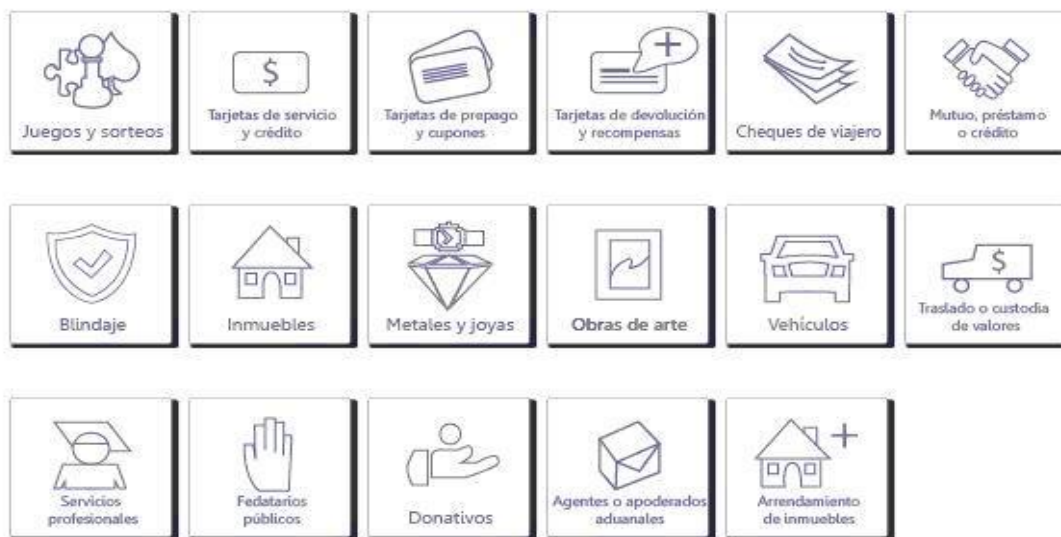 $
Juegos y sorteos
Tarjetas de servicio
y crédito
Tarjetas de prepago
y cupones
Tarjetas de devolución
y recompensas
Cheques de viajero
Mutuo, préstamo
o crédito
Blindaje
Inmuebles
Metales y joyas
Obras de arte
Vehículos
$
Traslado o custodia
de valores
Servicios
profesionales
Fedatarios
públicos
Donativos
Agentes o apoderados
aduanales
Arrendamiento
de inmuebles